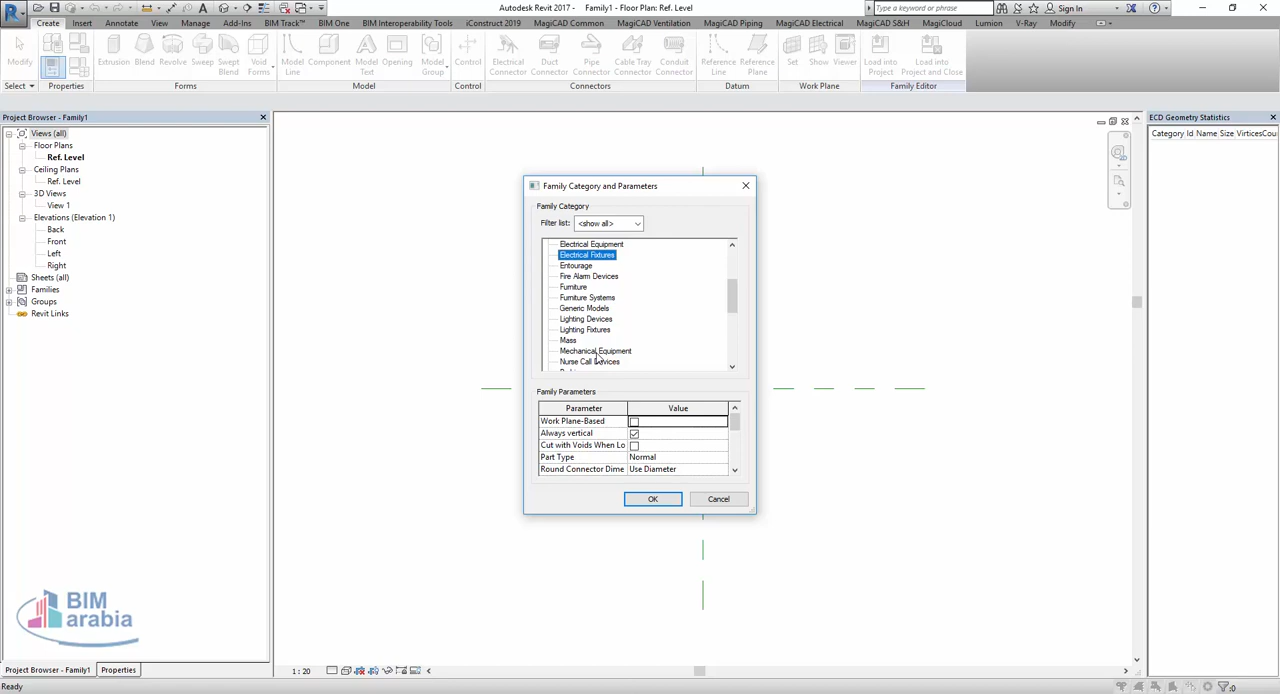 Autodesk Revit 2017 - Family1 - Floor Plan: Ref. Level
Type a keyword or phrase
Sign In
Create Insert Annotate View Manage Add-Ins BIM Track™ BIM One BIM Interoperability Tools iConstruct 2019 MagiCAD Common MagiCAD Ventilation MagiCAD Piping MagiCAD Electrical MagiCAD S&H MagiCloud Lumion V-Ray Modify
Modify
Extrusion Blend Revolve Sweep Swept Blend Void Forms
Model Line Component Model Text Opening Model Group
Control
Electrical Connector Duct Connector Pipe Connector Cable Tray Connector Conduit Connector
Reference Line Reference Plane
Set Show Viewer
Load into Project Load into Project and Close
Select Properties Forms Model Control Connectors Datum Work Plane Family Editor
Project Browser - Family1
Views (all)
Floor Plans
Ref. Level
Ceiling Plans
Ref. Level
3D Views
View 1
Elevations (Elevation 1)
Back
Front
Left
Right
Sheets (all)
Families
Groups
Revit Links
ECD Geometry Statistics
Category Id Name Size VirticesCou
Family Category and Parameters
Family Category
Filter list: <show all>
Electrical Equipment
Electrical Fixtures
Entourage
Fire Alarm Devices
Furniture
Furniture Systems
Generic Models
Lighting Devices
Lighting Fixtures
Mass
Mechanical Equipment
Nurse Call Devices
Family Parameters
Parameter Value
Work Plane-Based
Always vertical
Cut with Voids When Lo
Part Type Normal
Round Connector Dime Use Diameter
OK Cancel
BIM
arabia
Project Browser - Family1 Properties
1 : 20
Ready
:0